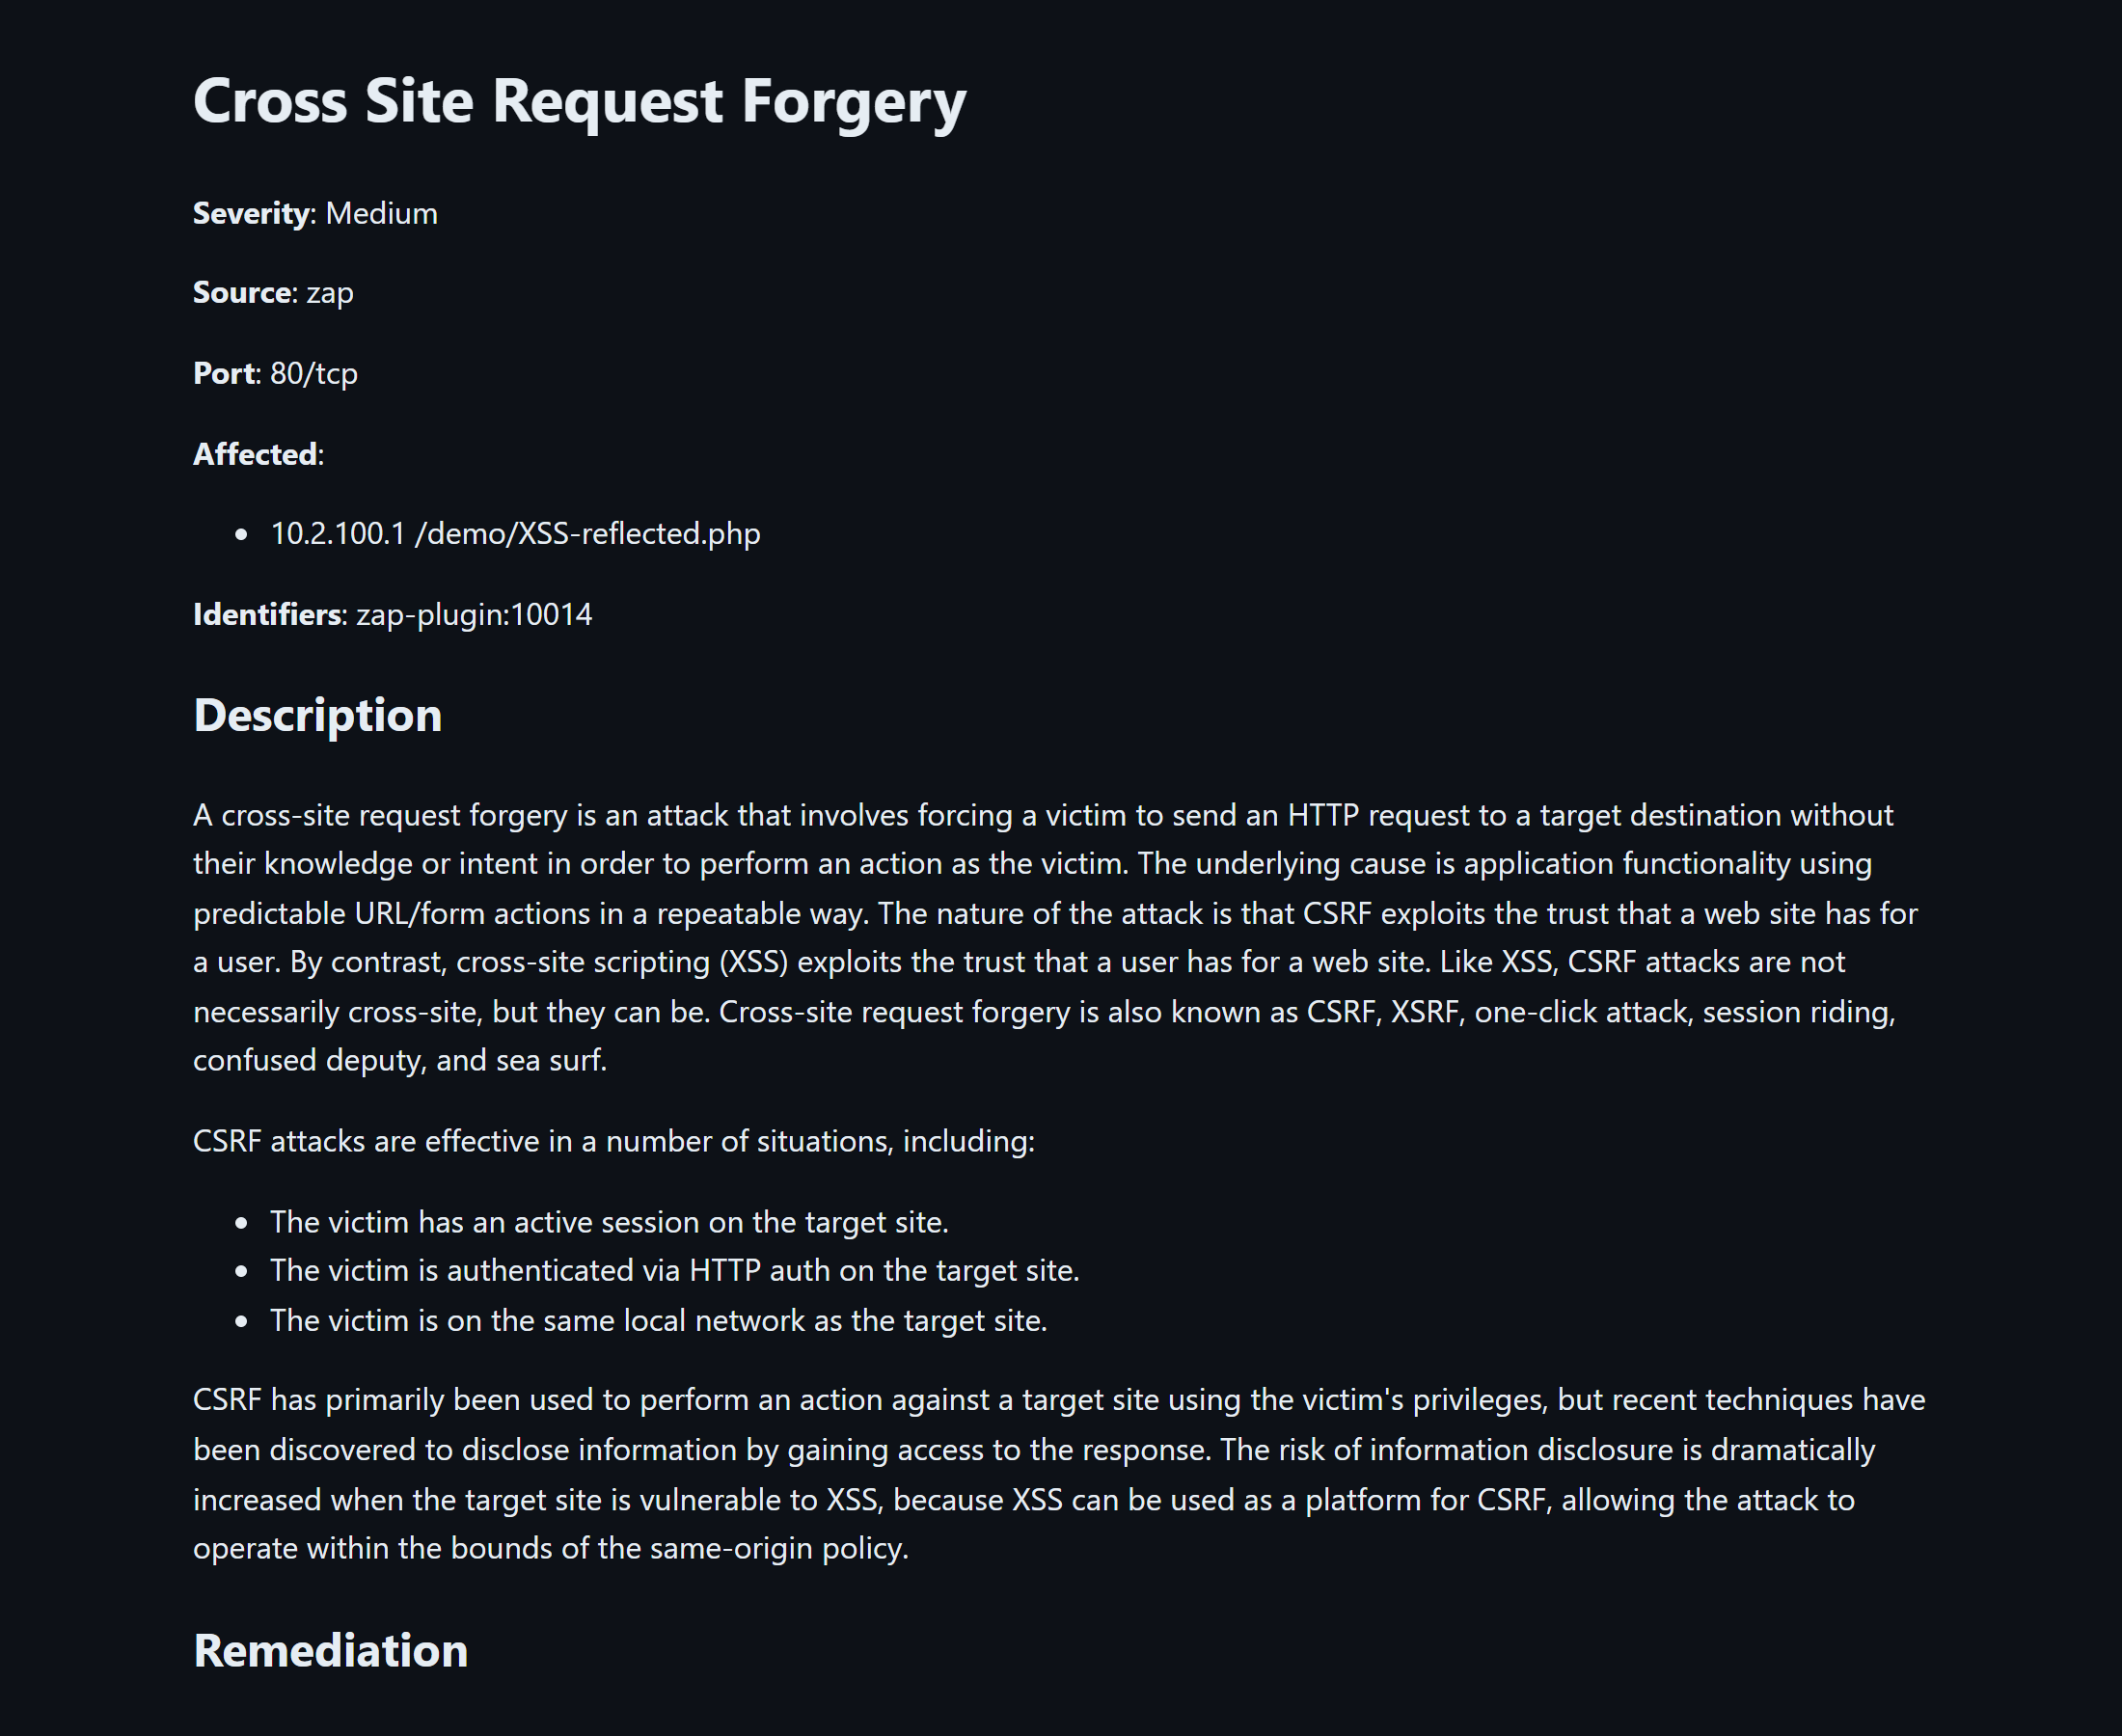 Cross Site Request Forgery
Severity: Medium
Source: zap
Port: 80/tcp
Affected:
• 10.2.100.1 /demo/XSS-reflected.php
Identifiers: zap-plugin:10014
Description
A cross-site request forgery is an attack that involves forcing a victim to send an HTTP request to a target destination without
their knowledge or intent in order to perform an action as the victim. The underlying cause is application functionality using
predictable URL/form actions in a repeatable way. The nature of the attack is that CSRF exploits the trust that a web site has for
a user. By contrast, cross-site scripting (XSS) exploits the trust that a user has for a web site. Like XSS, CSRF attacks are not
necessarily cross-site, but they can be. Cross-site request forgery is also known as CSRF, XSRF, one-click attack, session riding,
confused deputy, and sea surf.
CSRF attacks are effective in a number of situations, including:
• The victim has an active session on the target site.
• The victim is authenticated via HTTP auth on the target site.
• The victim is on the same local network as the target site.
CSRF has primarily been used to perform an action against a target site using the victim's privileges, but recent techniques have
been discovered to disclose information by gaining access to the response. The risk of information disclosure is dramatically
increased when the target site is vulnerable to XSS, because XSS can be used as a platform for CSRF, allowing the attack to
operate within the bounds of the same-origin policy.
Remediation